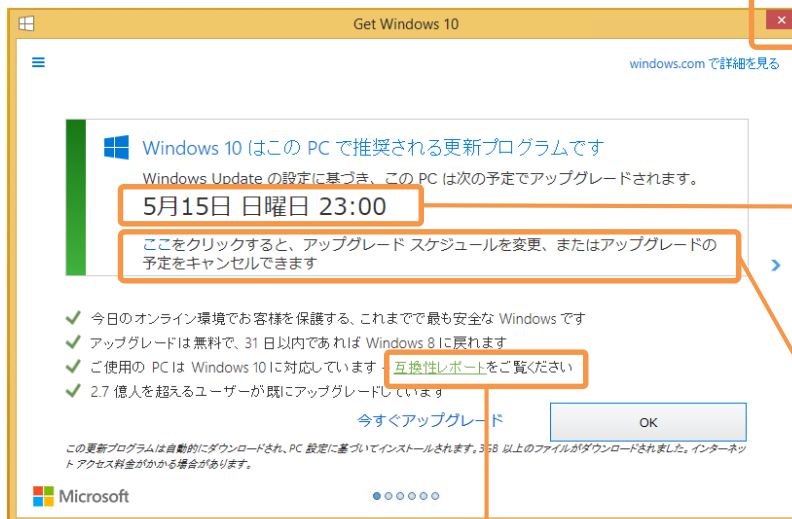 Get Windows 10
windows.com で詳細を見る
Windows 10 はこの PC で推奨される更新プログラムです
Windows Update の設定に基づき、この PC は次の予定でアップグレードされます。
5月15日 日曜日 23:00
ここをクリックすると、アップグレード スケジュールを変更、またはアップグレードの
予定をキャンセルできます
今日のオンライン環境でお客様を保護する、これまでで最も安全な Windows です
アップグレードは無料で、31 日以内であれば Windows 8 に戻れます
ご使用の PC は Windows 10 に対応しています - 互換性レポートをご覧ください
2.7 億人を超えるユーザーが既にアップグレードしています
今すぐアップグレード
OK
この更新プログラムは自動的にダウンロードされ、PC 設定に基づいてインストールされます。3GB 以上のファイルがダウンロードされました。インターネッ
ト アクセス料金がかかる場合があります。
Microsoft